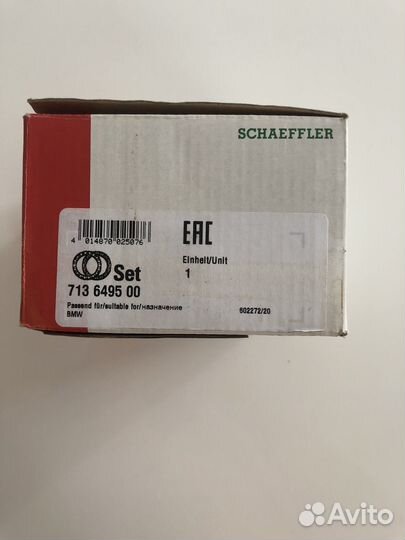 SCHAEFFLER
4 014870 025076
EAC
Einheit/Unit
1
Set
713 6495 00
Passend für/suitable for/назначение
BMW
602272/20
Avito